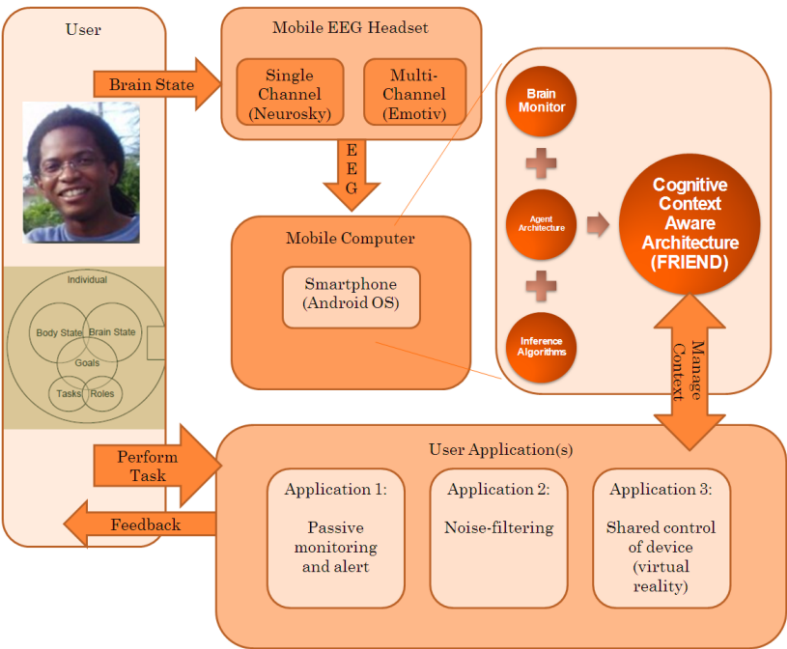 User
Brain State
Individual
Body State
Brain State
Goals
Tasks
Roles
Perform
Task
Feedback
Mobile EEG Headset
Single
Channel
(Neurosky)
Multi-
Channel
(Emotiv)
E
E
G
Mobile Computer
Smartphone
(Android OS)
Brain
Monitor
Agent
Architecture
Inference
Algorithms
Cognitive
Context
Aware
Architecture
(FRIEND)
Manage
Context
User Application(s)
Application 1:
Passive
monitoring
and alert
Application 2:
Noise-filtering
Application 3:
Shared control
of device
(virtual
reality)